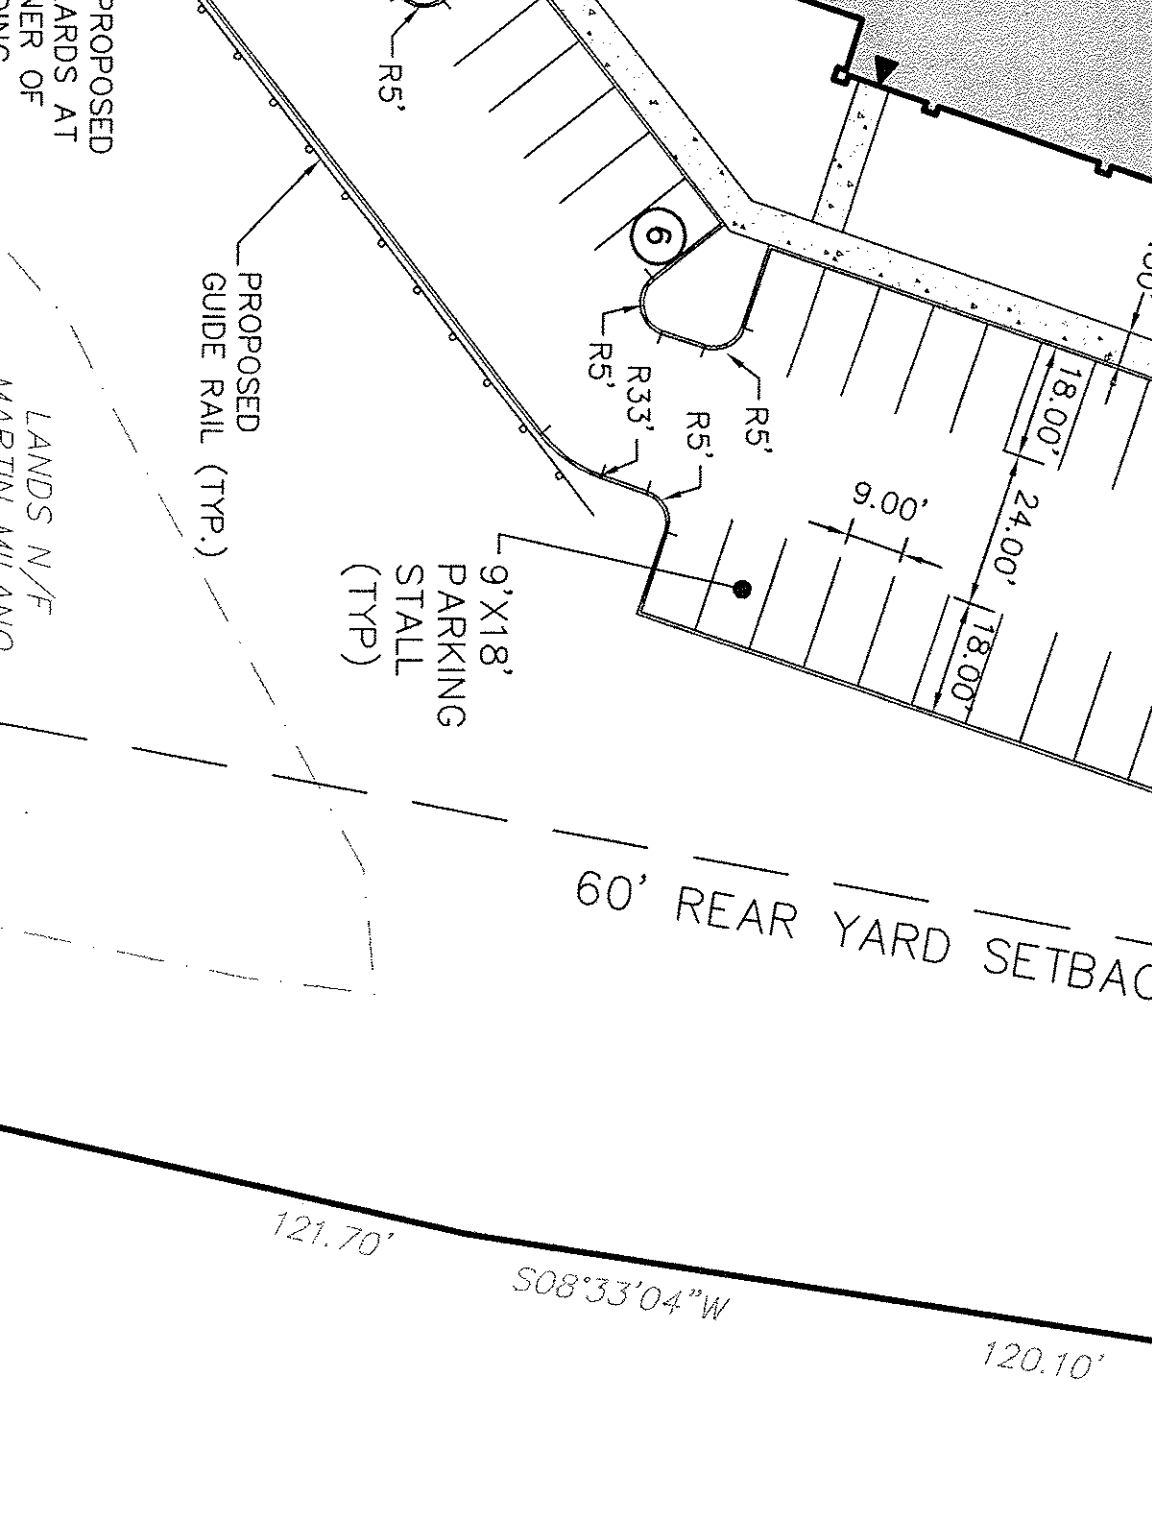 PROPOSED
ARDS AT
NER OF
R5'
6
PROPOSED
GUIDE RAIL (TYP.)
R5'
R33'
R5'
R5'
18.00'
24.00'
18.00'
9.00'
9'X18'
PARKING
STALL
(TYP)
LANDS N/F
MARTIN MILANO
60' REAR YARD SETBAC
121.70'
S08°33'04"W
120.10'